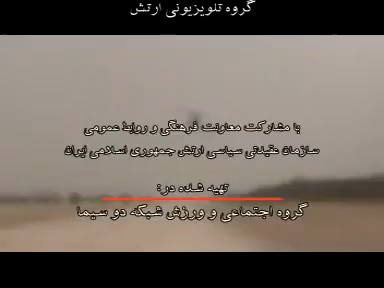 گروه تلویزیونی ارتش
با مشارکت معاونت فرهنگی و روابط عمومی
سازمان عقیدتی سیاسی ارتش جمهوری اسلامی ایران
تهیه شده در:
گروه اجتماعی و ورزش شبکه دو سیما